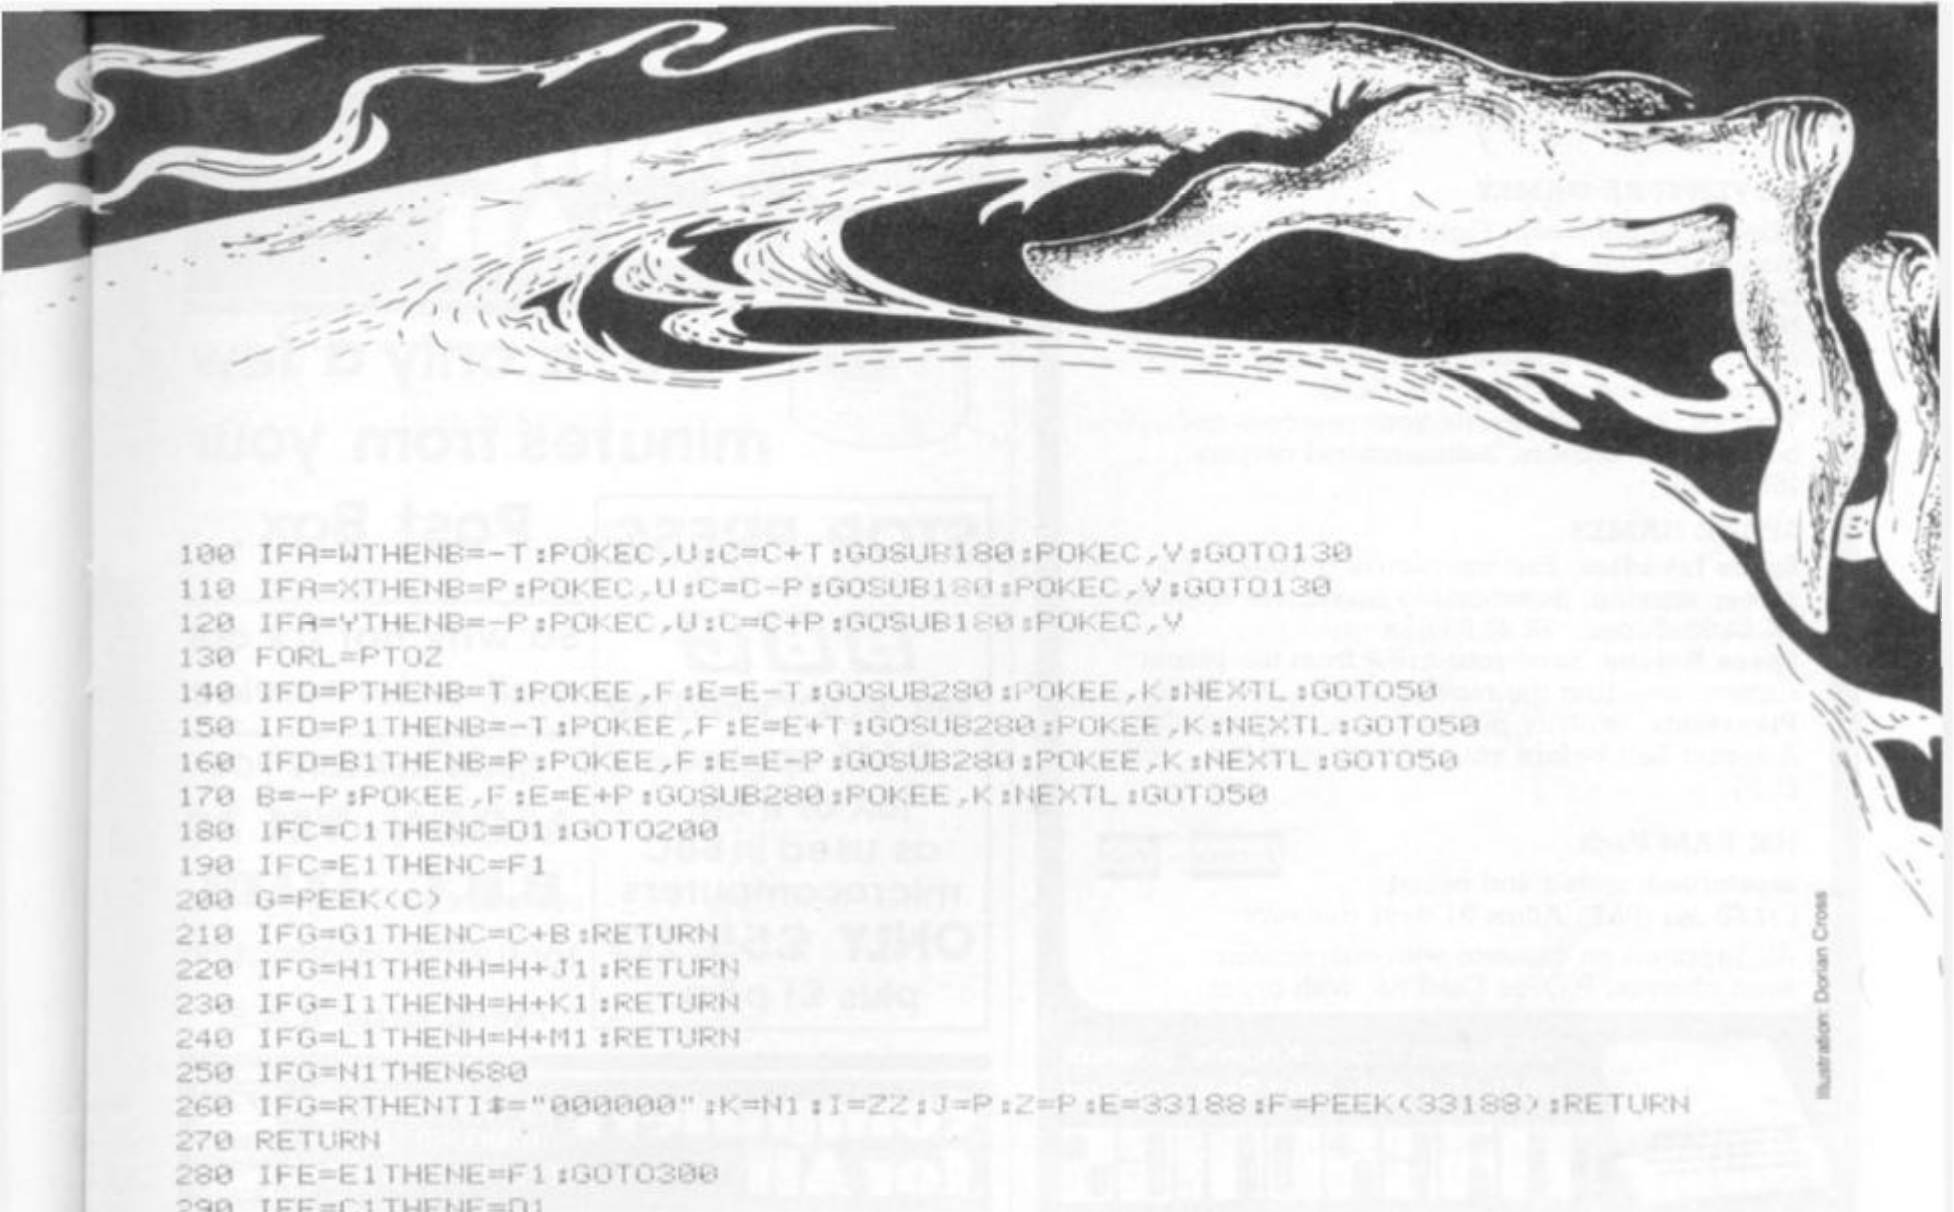 100 IFA=WTHENB=-T:POKEC,U:C=C+T:GOSUB180:POKEC,V:GOTO130
110 IFA=XTHENB=P:POKEC,U:C=C-P:GOSUB180:POKEC,V:GOTO130
120 IFA=YTHENB=-P:POKEC,U:C=C+P:GOSUB180:POKEC,V
130 FORL=PTOZ
140 IFD=PTHENB=T:POKEE,F:E=E-T:GOSUB280:POKEE,K:NEXTL:GOTO50
150 IFD=P1THENB=-T:POKEE,F:E=E+T:GOSUB280:POKEE,K:NEXTL:GOTO50
160 IFD=B1THENB=P:POKEE,F:E=E-P:GOSUB280:POKEE,K:NEXTL:GOTO50
170 B=-P:POKEE,F:E=E+P:GOSUB280:POKEE,K:NEXTL:GOTO50
180 IFC=C1THENC=D1:GOTO200
190 IFC=E1THENC=F1
200 G=PEEK(C)
210 IFG=G1THENC=C+B:RETURN
220 IFG=H1THENH=H+J1:RETURN
230 IFG=I1THENH=H+K1:RETURN
240 IFG=L1THENH=H+M1:RETURN
250 IFG=N1THEN680
260 IFG=RTHENTI$="000000":K=N1:I=ZZ:J=P:Z=P:E=33188:F=PEEK(33188):RETURN
270 RETURN
280 IFE=E1THENE=F1:GOTO300
290 IFE=C1THENE=D1
Illustration: Dorian Cross